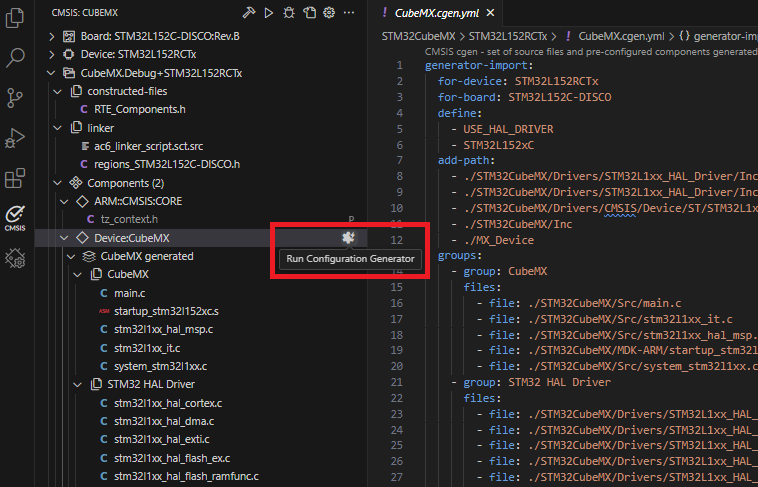 CMSIS: CUBEMX
Board: STM32L152C-DISCO:Rev.B
Device: STM32L152RCTx
CubeMX.Debug+STM32L152RCTx
constructed-files
C RTE_Components.h
linker
ac6_linker_script.sct.src
C regions_STM32L152C-DISCO.h
Components (2)
ARM::CMSIS:CORE
C tz_context.h P
Device:CubeMX
Run Configuration Generator
CubeMX generated
CubeMX
C main.c
ASM startup_stm32l152xc.s
C stm32l1xx_hal_msp.c
C stm32l1xx_it.c
C system_stm32l1xx.c
STM32 HAL Driver
C stm32l1xx_hal_cortex.c
C stm32l1xx_hal_dma.c
C stm32l1xx_hal_exti.c
C stm32l1xx_hal_flash_ex.c
C stm32l1xx_hal_flash_ramfunc.c
CMSIS
! CubeMX.cgen.yml ×
STM32CubeMX > STM32L152RCTx > ! CubeMX.cgen.yml > {} generator-im
CMSIS cgen - set of source files and pre-configured components generated
1 generator-import:
2 for-device: STM32L152RCTx
3 for-board: STM32L152C-DISCO
4 define:
5 - USE_HAL_DRIVER
6 - STM32L152xC
7 add-path:
8 - ./STM32CubeMX/Drivers/STM32L1xx_HAL_Driver/Inc
9 - ./STM32CubeMX/Drivers/STM32L1xx_HAL_Driver/Inc
10 - ./STM32CubeMX/Drivers/CMSIS/Device/ST/STM32L1x
11 - ./STM32CubeMX/Inc
12 - ./MX_Device
groups:
14 - group: CubeMX
15 files:
16 - file: ./STM32CubeMX/Src/main.c
17 - file: ./STM32CubeMX/Src/stm32l1xx_it.c
18 - file: ./STM32CubeMX/Src/stm32l1xx_hal_msp.
19 - file: ./STM32CubeMX/MDK-ARM/startup_stm32l
20 - file: ./STM32CubeMX/Src/system_stm32l1xx.c
21 - group: STM32 HAL Driver
22 files:
23 - file: ./STM32CubeMX/Drivers/STM32L1xx_HAL_
24 - file: ./STM32CubeMX/Drivers/STM32L1xx_HAL_
25 - file: ./STM32CubeMX/Drivers/STM32L1xx_HAL_
26 - file: ./STM32CubeMX/Drivers/STM32L1xx_HAL_
27 - file: ./STM32CubeMX/Drivers/STM32L1xx_HAL_